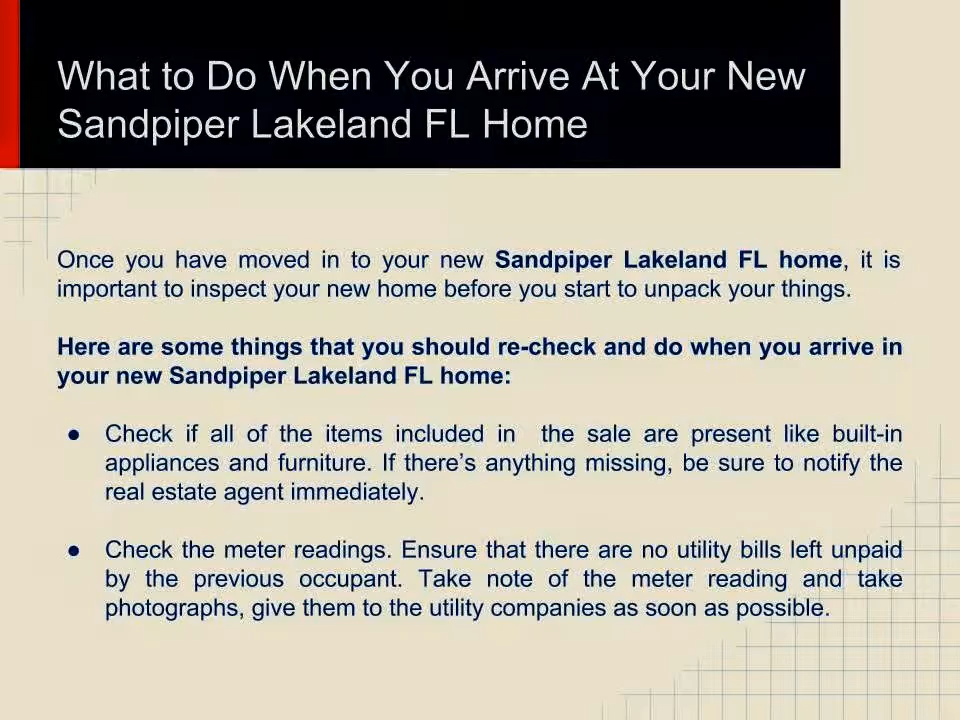 What to Do When You Arrive At Your New
Sandpiper Lakeland FL Home
Once you have moved in to your new Sandpiper Lakeland FL home, it is
important to inspect your new home before you start to unpack your things.
Here are some things that you should re-check and do when you arrive in
your new Sandpiper Lakeland FL home:
● Check if all of the items included in  the sale are present like built-in
appliances and furniture. If there’s anything missing, be sure to notify the
real estate agent immediately.
● Check the meter readings. Ensure that there are no utility bills left unpaid
by the previous occupant. Take note of the meter reading and take
photographs, give them to the utility companies as soon as possible.